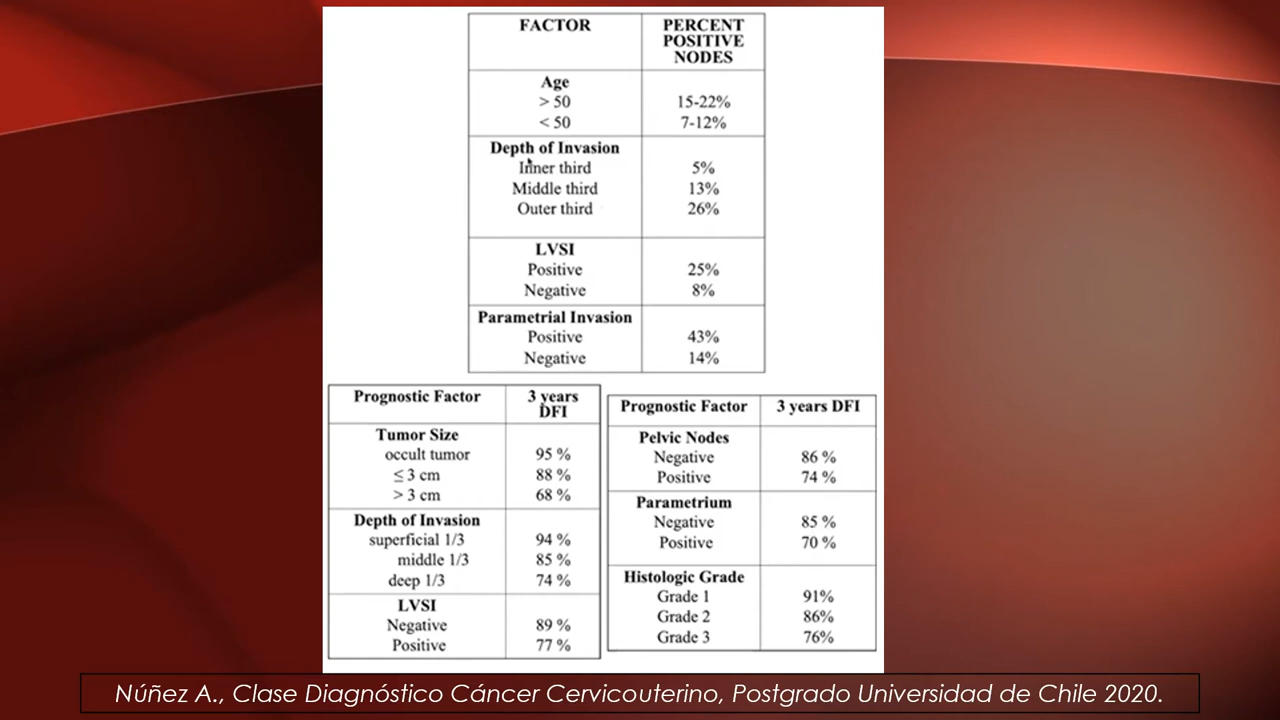 FACTOR PERCENT
POSITIVE
NODES
Age
> 50 15-22%
< 50 7-12%
Depth of Invasion
Inner third 5%
Middle third 13%
Outer third 26%
LVSI
Positive 25%
Negative 8%
Parametrial Invasion
Positive 43%
Negative 14%
Prognostic Factor 3 years
DFI
Tumor Size
occult tumor 95 %
≤ 3 cm 88 %
> 3 cm 68 %
Depth of Invasion
superficial 1/3 94 %
middle 1/3 85 %
deep 1/3 74 %
LVSI
Negative 89 %
Positive 77 %
Prognostic Factor 3 years DFI
Pelvic Nodes
Negative 86 %
Positive 74 %
Parametrium
Negative 85 %
Positive 70 %
Histologic Grade
Grade 1 91%
Grade 2 86%
Grade 3 76%
Núñez A., Clase Diagnóstico Cáncer Cervicouterino, Postgrado Universidad de Chile 2020.